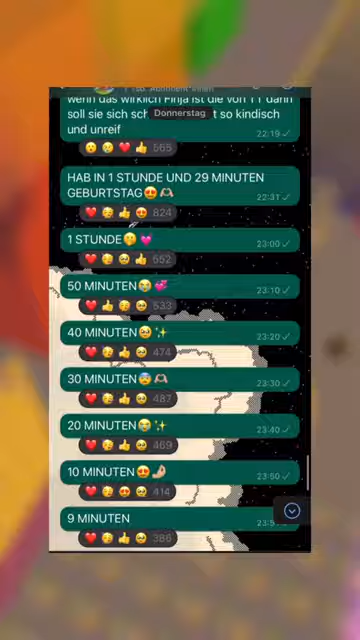 wenn das wirklich Finja ist die von TT dann
soll sie sich so kindisch
Donnerstag
und unreif
22:19
😮🥹❤️👍 565
HAB IN 1 STUNDE UND 29 MINUTEN
GEBURTSTAG😍🫶🏼
22:31
824
1 STUNDE🥹💞
23:00
652
50 MINUTEN😭💞
23:10
533
40 MINUTEN🥹✨
23:20
474
30 MINUTEN😨🫶🏼
23:30
487
20 MINUTEN😭✨
23:40
469
10 MINUTEN😍🤌🏼
23:50
414
9 MINUTEN
386